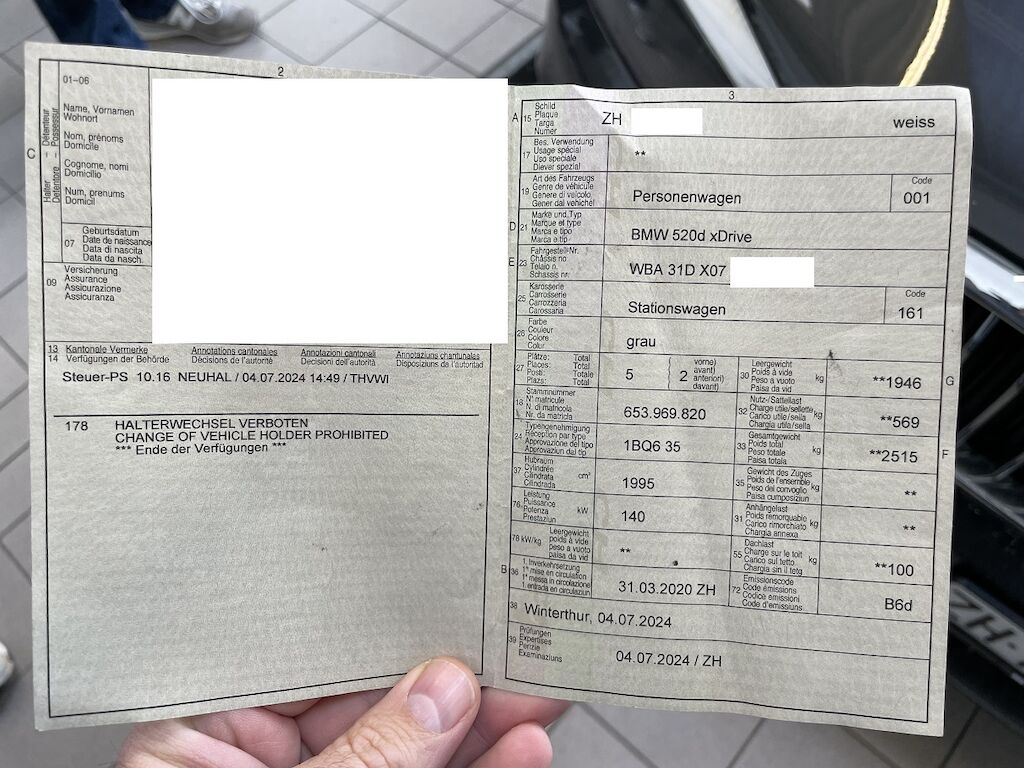 2
01–06
Name, Vornamen
Wohnort
Nom, prénoms
Domicile
Cognome, nomi
Domicilio
Num, prenums
Domicil
C
Halter – Détenteur
Detentore – Possessur
07
Geburtsdatum
Date de naissance
Data di nascita
Data da nasch.
09
Versicherung
Assurance
Assicurazione
Assicuranza
13 Kantonale Vermerke Annotations cantonales Annotazioni cantonali Annotaziuns chantunalas
14 Verfügungen der Behörde Décisions de l'autorité Decisioni dell'autorità Disposiziuns da l'autoritad
Steuer-PS 10.16 NEUHAL / 04.07.2024 14:49 / THVWI
178 HALTERWECHSEL VERBOTEN
CHANGE OF VEHICLE HOLDER PROHIBITED
*** Ende der Verfügungen ***
3
A 15
Schild
Plaque
Targa
Numer
ZH
weiss
17
Bes. Verwendung
Usage spécial
Uso speciale
Diever spezial
**
19
Art des Fahrzeugs
Genre de véhicule
Genere di veicolo
Gener dal vehichel
Personenwagen
Code
001
D 21
Marke und Typ
Marque et type
Marca e tipo
Marca e tip
BMW 520d xDrive
E 23
Fahrgestell-Nr.
Châssis no
Telaio n.
Schassis nr.
WBA 31D X07
25
Karosserie
Carrosserie
Carrozzeria
Carossaria
Stationswagen
Code
161
26
Farbe
Couleur
Colore
Colur
grau
27
Plätze: Total
Places: Total
Posti: Totale
Plazs: Total
5
2
vorne)
avant)
anteriori)
davant)
30
Leergewicht
Poids à vide
Peso a vuoto
Paisa da vid
kg
**1946
G
18
Stammnummer
N° matricule
N. di matricola
Nr. da matricla
653.969.820
32
Nutz-/Sattellast
Charge utile/sellette
Carico utile/sella
Chargia utila/sella
kg
**569
24
Typengenehmigung
Réception par type
Approvazione del tipo
Approvaziun dal tip
1BQ6 35
33
Gesamtgewicht
Poids total
Peso totale
Paisa totala
kg
**2515
F
37
Hubraum
Cylindrée
Cilindrata
Cilindrada
cm³
1995
35
Gewicht des Zuges
Poids de l'ensemble
Peso del convoglio
Paisa cumposiziun
kg
**
76
Leistung
Puissance
Potenza
Prestaziun
kW
140
31
Anhängelast
Poids remorquable
Carico rimorchiato
Chargia annexa
kg
**
78 kW/kg
Leergewicht
poids à vide
peso a vuoto
paisa da vid
**
55
Dachlast
Charge sur le toit
Carico sul tetto
Chargia sin il tetg
kg
**100
B 36
1. Inverkehrsetzung
1re mise en circulation
1a messa in circolazione
1. entrada en circulaziun
31.03.2020 ZH
72
Emissionscode
Code émissions
Codice emissioni
Code d'emissiuns
B6d
38
Winterthur, 04.07.2024
39
Prüfungen
Expertises
Perizie
Examinaziuns
04.07.2024 / ZH
ZH